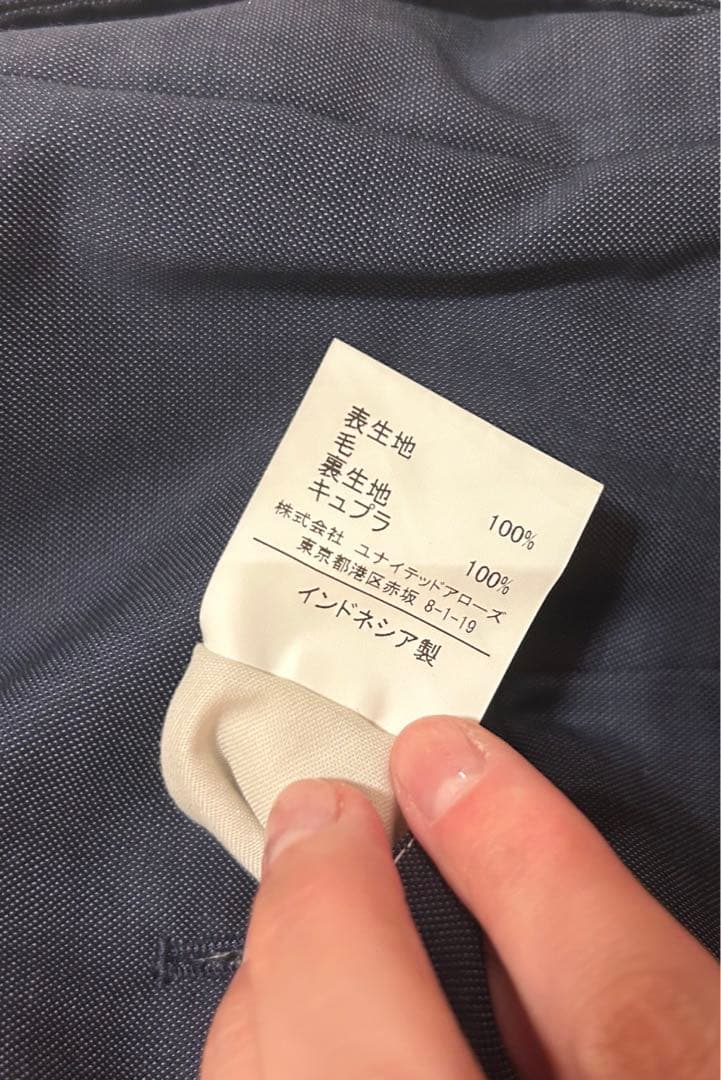 表生地
毛 100%
裏生地
キュプラ 100%
株式会社 ユナイテッドアローズ
東京都港区赤坂 8-1-19
インドネシア製